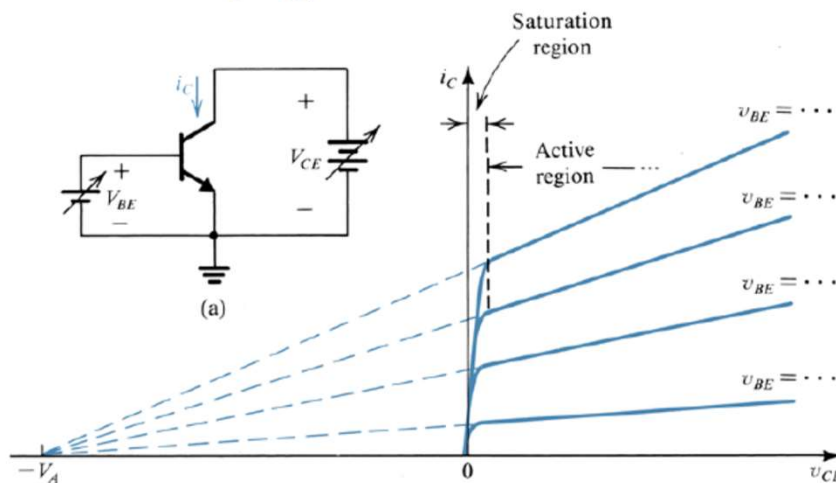 Saturation
region
i_C
i_C
v_BE = ···
+
+
V_CE
Active ···
region
V_BE
v_BE = ···
−
−
(a)
v_BE = ···
v_BE = ···
−V_A
0
v_CE